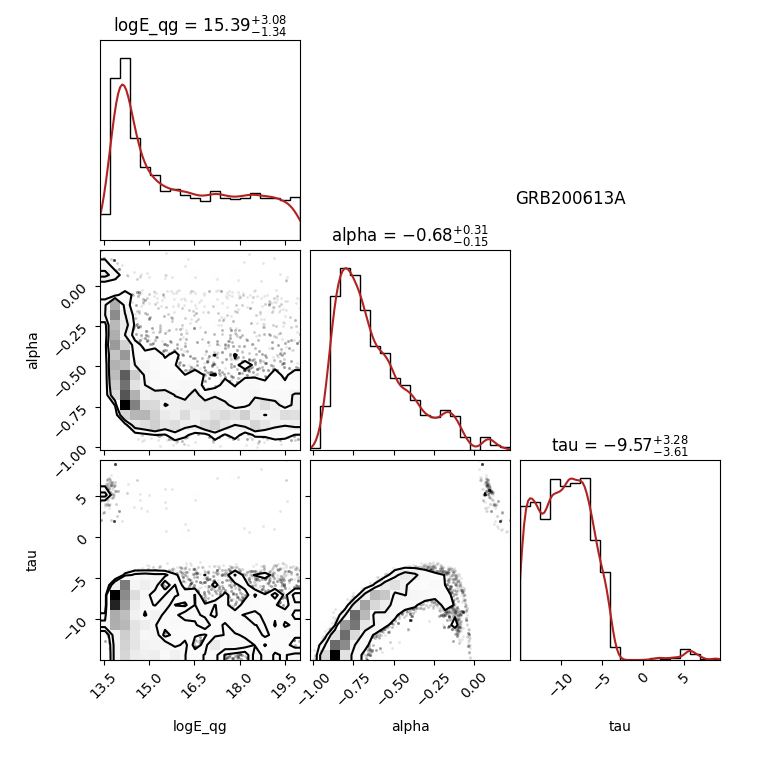 logE_qg = 15.39+3.08 −1.34
GRB200613A
alpha = −0.68+0.31 −0.15
0.00
−0.25
−0.50
−0.75
−1.00
alpha
tau = −9.57+3.28 −3.61
5
0
−5
−10
tau
13.5 15.0 16.5 18.0 19.5
−1.00 −0.75 −0.50 −0.25 0.00
−10 −5 0 5
logE_qg alpha tau